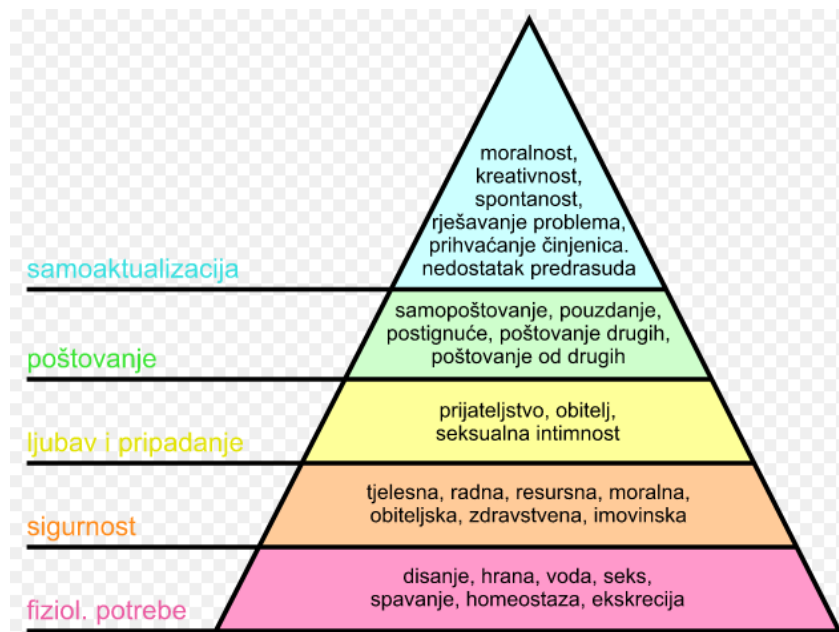 moralnost,
kreativnost,
spontanost,
rješavanje problema,
prihvaćanje činjenica.
nedostatak predrasuda
samoaktualizacija
samopoštovanje, pouzdanje,
postignuće, poštovanje drugih,
poštovanje od drugih
poštovanje
prijateljstvo, obitelj,
seksualna intimnost
ljubav i pripadanje
tjelesna, radna, resursna, moralna,
obiteljska, zdravstvena, imovinska
sigurnost
disanje, hrana, voda, seks,
spavanje, homeostaza, ekskrecija
fiziol. potrebe